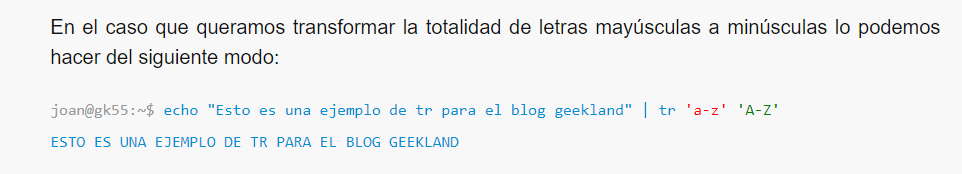 En el caso que queramos transformar la totalidad de letras mayúsculas a minúsculas lo podemos
hacer del siguiente modo:
joan@gk55:~$ echo "Esto es una ejemplo de tr para el blog geekland" | tr 'a-z' 'A-Z'
ESTO ES UNA EJEMPLO DE TR PARA EL BLOG GEEKLAND